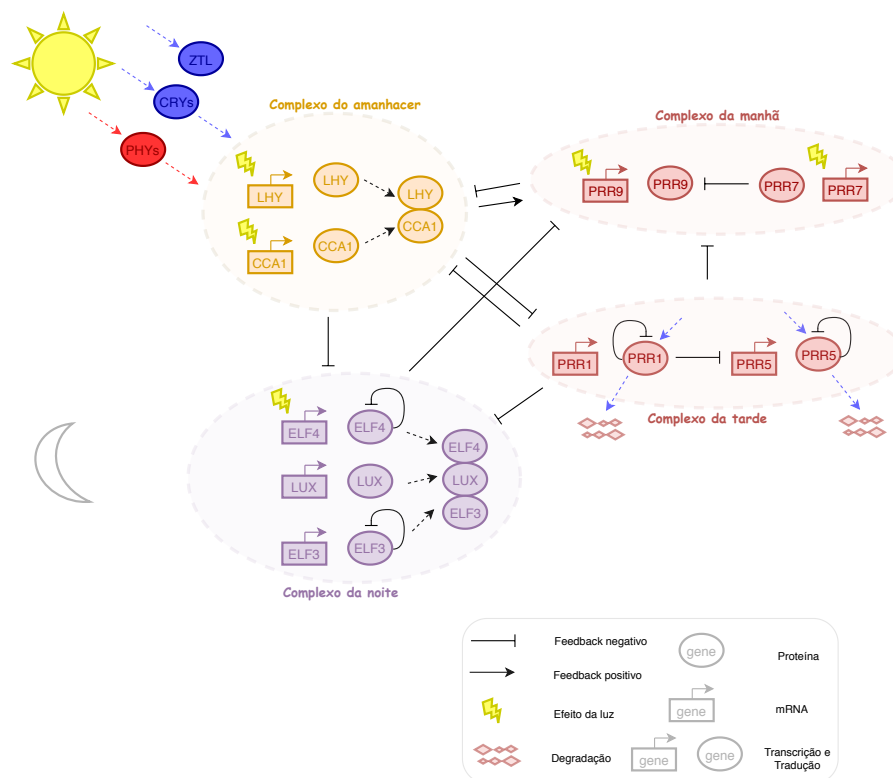 ZTL
CRYs
PHYs
Complexo do amanhacer
LHY
LHY
LHY
CCA1
CCA1
CCA1
Complexo da manhã
PRR9
PRR9
PRR7
PRR7
PRR1
PRR1
PRR5
PRR5
Complexo da tarde
ELF4
ELF4
ELF4
LUX
LUX
LUX
ELF3
ELF3
ELF3
Complexo da noite
Feedback negativo
gene
Proteína
Feedback positivo
Efeito da luz
gene
mRNA
Degradação
gene
gene
Transcrição e
Tradução